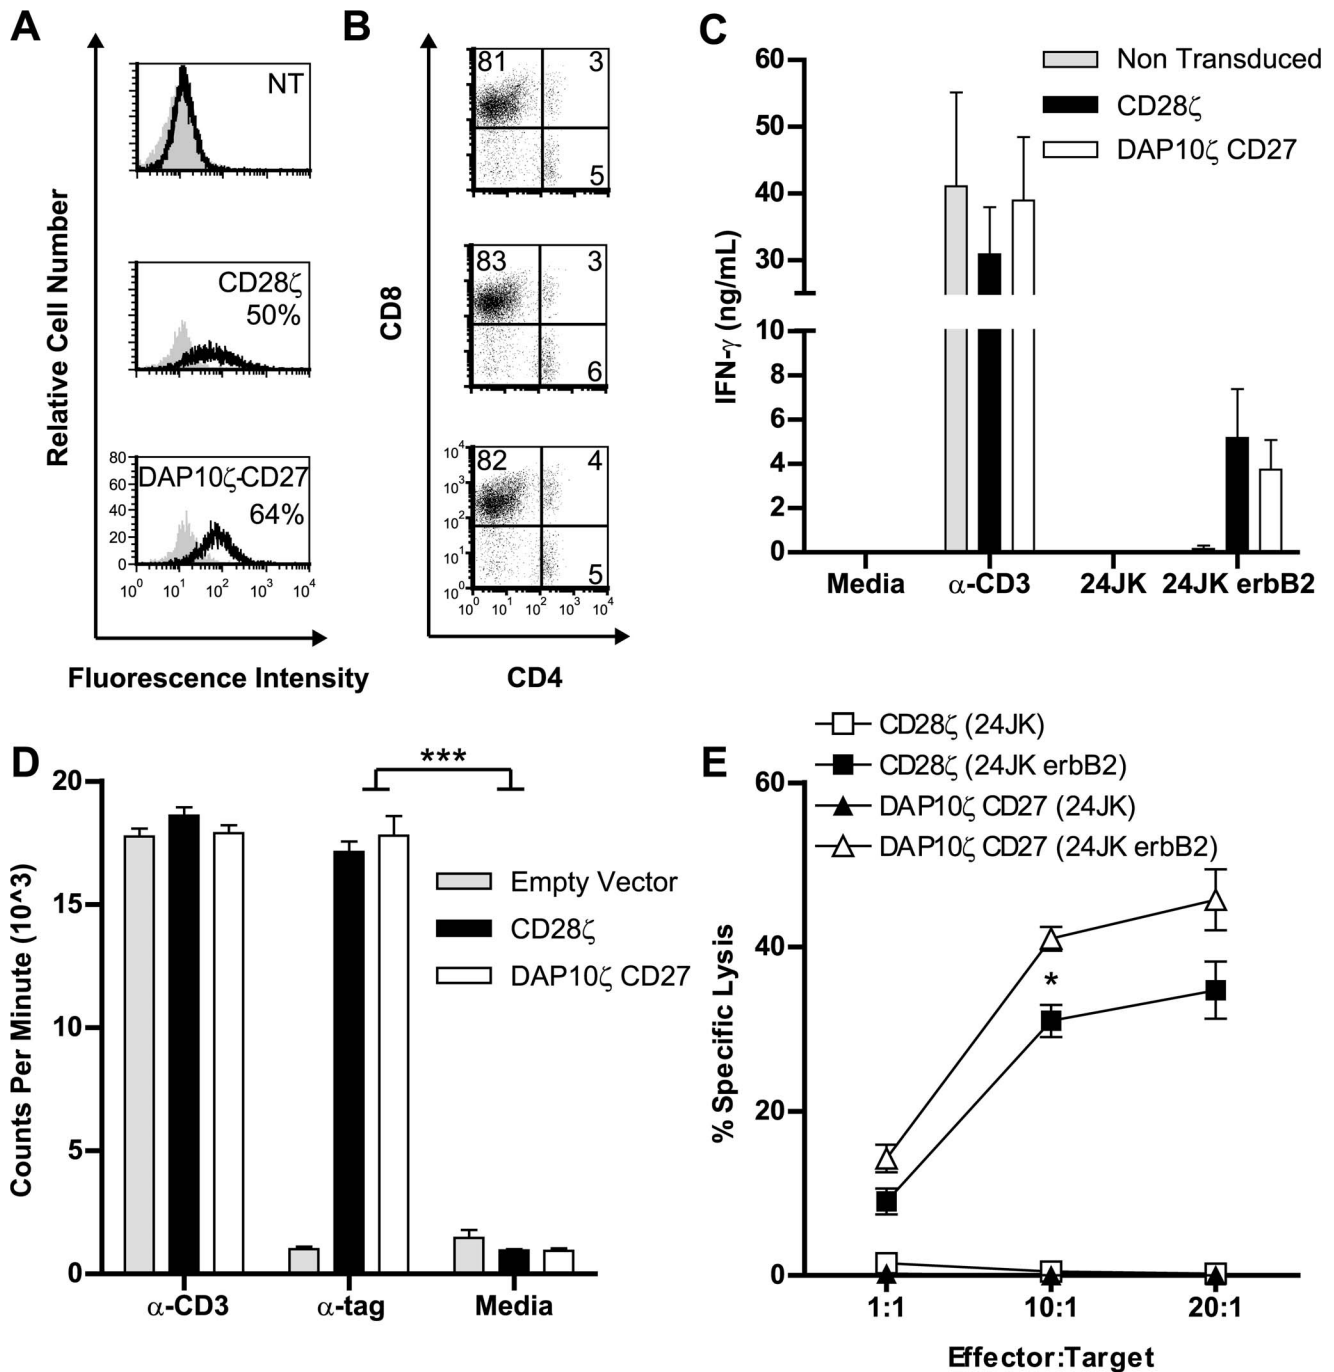 A
B
C
NT
CD28ζ
50%
DAP10ζ-CD27
64%
80
60
40
20
0
10^0 10^1 10^2 10^3 10^4
Relative Cell Number
Fluorescence Intensity
81 3
5
83 3
6
82 4
5
10^4
10^3
10^2
10^1
10^0
10^0 10^1 10^2 10^3 10^4
CD8
CD4
60
50
40
30
10
8
6
4
2
0
IFN-γ (ng/mL)
Non Transduced
CD28ζ
DAP10ζ CD27
Media α-CD3 24JK 24JK erbB2
D
***
20
15
10
5
0
Counts Per Minute (10^3)
Empty Vector
CD28ζ
DAP10ζ CD27
α-CD3 α-tag Media
E
CD28ζ (24JK)
CD28ζ (24JK erbB2)
DAP10ζ CD27 (24JK)
DAP10ζ CD27 (24JK erbB2)
60
40
20
0
% Specific Lysis
*
1:1 10:1 20:1
Effector:Target